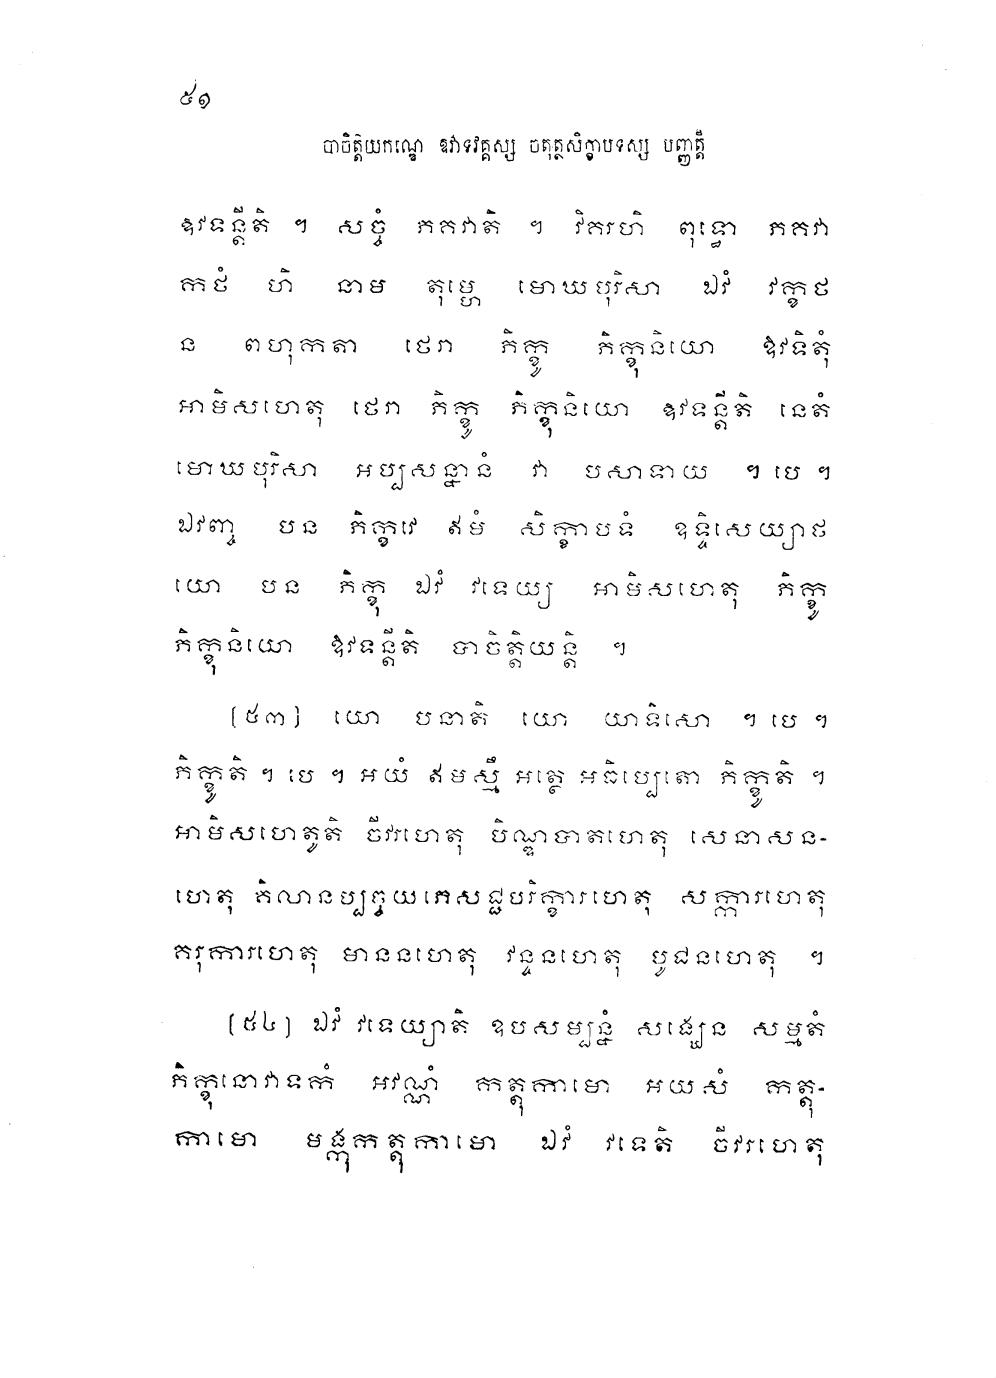 ៥១
បាចិត្តិយកណ្ឌេ ឱវាទវគ្គស្ស ចតុត្ថសិក្ខាបទស្ស បញ្ញត្តិ
ឱវទន្តីតិ ។ សច្ចំ ភគវាតិ ។ វិគរហិ ពុទ្ធោ ភគវា
កថំ ហិ នាម តុម្ហេ មោឃបុរិសា ឯវំ វក្ខថ
ន ពហុកតា ថេរា ភិក្ខូ ភិក្ខុនិយោ ឱវទិតុំ
អាមិសហេតុ ថេរា ភិក្ខូ ភិក្ខុនិយោ ឱវទន្តីតិ នេតំ
មោឃបុរិសា អប្បសន្នានំ វា បសាទាយ ។ បេ ។
ឯវញ្ច បន ភិក្ខវេ ឥមំ សិក្ខាបទំ ឧទ្ទិសេយ្យាថ
យោ បន ភិក្ខុ ឯវំ វទេយ្យ អាមិសហេតុ ភិក្ខូ
ភិក្ខុនិយោ ឱវទន្តីតិ បាចិត្តិយន្តិ ។
[៥៣] យោ បនាតិ យោ យាទិសោ ។ បេ ។
ភិក្ខូតិ ។ បេ ។ អយំ ឥមស្មឹ អត្ថេ អធិប្បេតោ ភិក្ខូតិ ។
អាមិសហេតូតិ ចីវរហេតុ បិណ្ឌបាតហេតុ សេនាសន-
ហេតុ គិលានប្បច្ចយភេសជ្ជបរិក្ខារហេតុ សក្ការហេតុ
គរុការហេតុ មាននហេតុ វន្ទនហេតុ បូជនហេតុ ។
[៥៤] ឯវំ វទេយ្យាតិ ឧបសម្បន្នំ សង្ឃេន សម្មតំ
ភិក្ខុនោវាទកំ អវណ្ណំ កត្តុកាមោ អយសំ កត្តុ-
កាមោ មង្កុកត្តុកាមោ ឯវំ វទេតិ ចីវរហេតុ